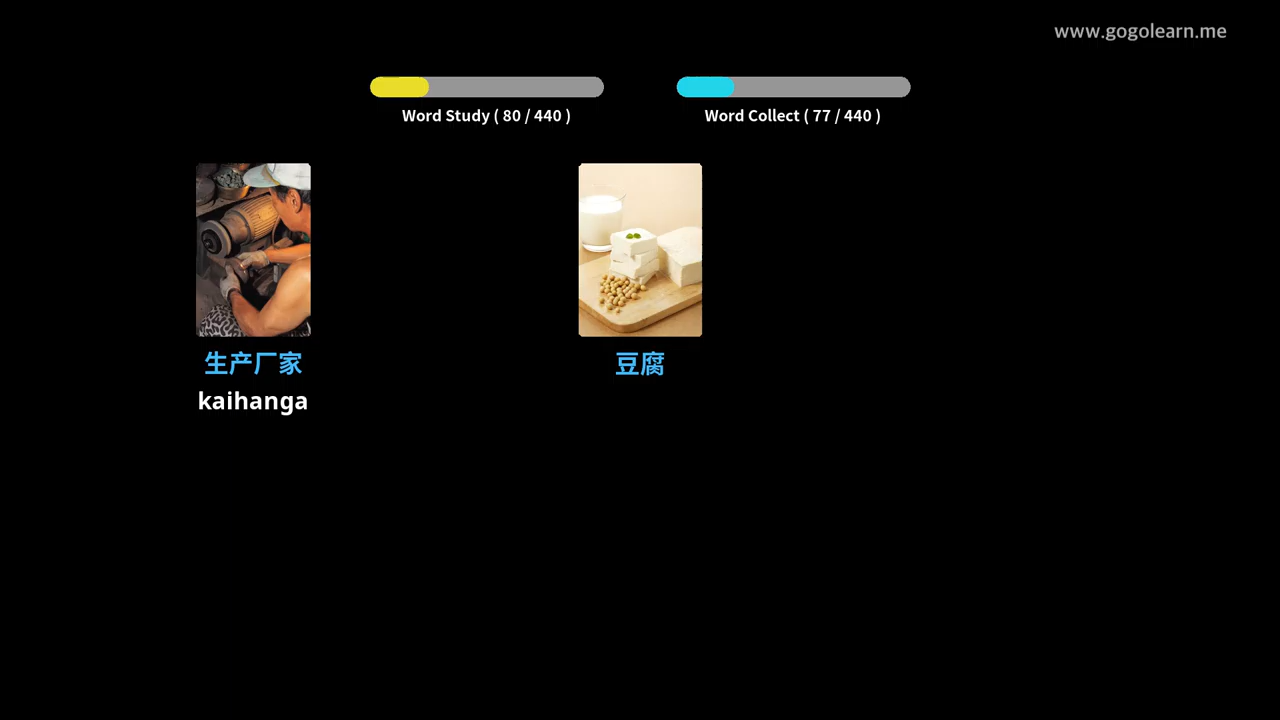 www.gogolearn.me
Word Study ( 80 / 440 )
Word Collect ( 77 / 440 )
生产厂家
豆腐
kaihanga